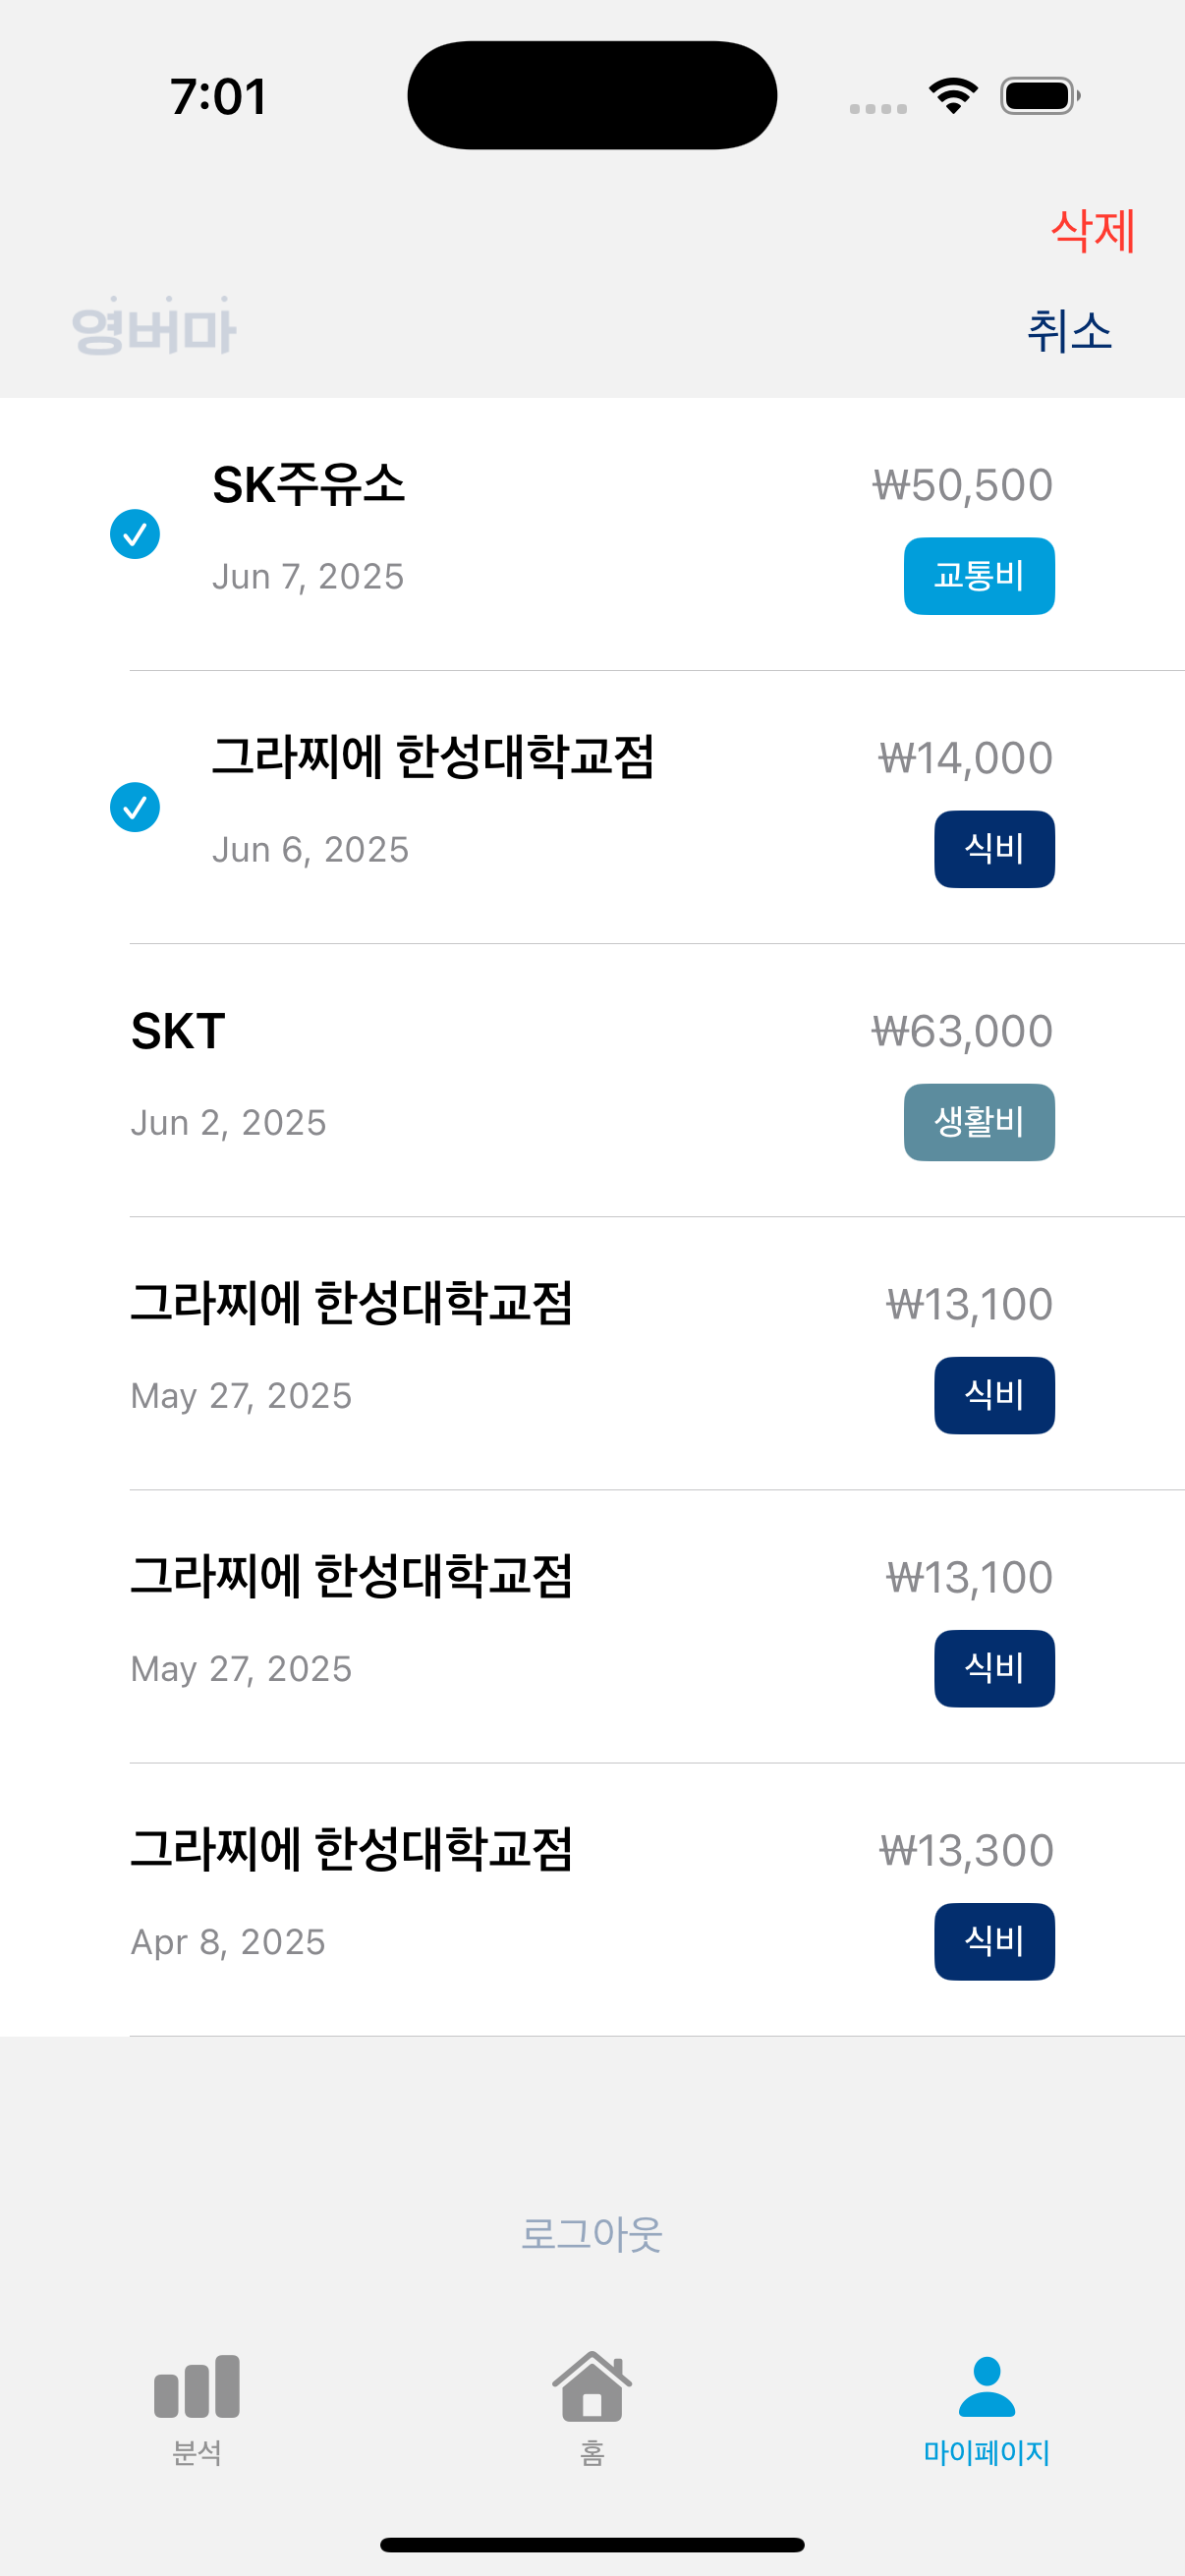 7:01
삭제
영버마
취소
SK주유소
₩50,500
Jun 7, 2025
교통비
그라찌에 한성대학교점
₩14,000
Jun 6, 2025
식비
SKT
₩63,000
Jun 2, 2025
생활비
그라찌에 한성대학교점
₩13,100
May 27, 2025
식비
그라찌에 한성대학교점
₩13,100
May 27, 2025
식비
그라찌에 한성대학교점
₩13,300
Apr 8, 2025
식비
로그아웃
분석
홈
마이페이지